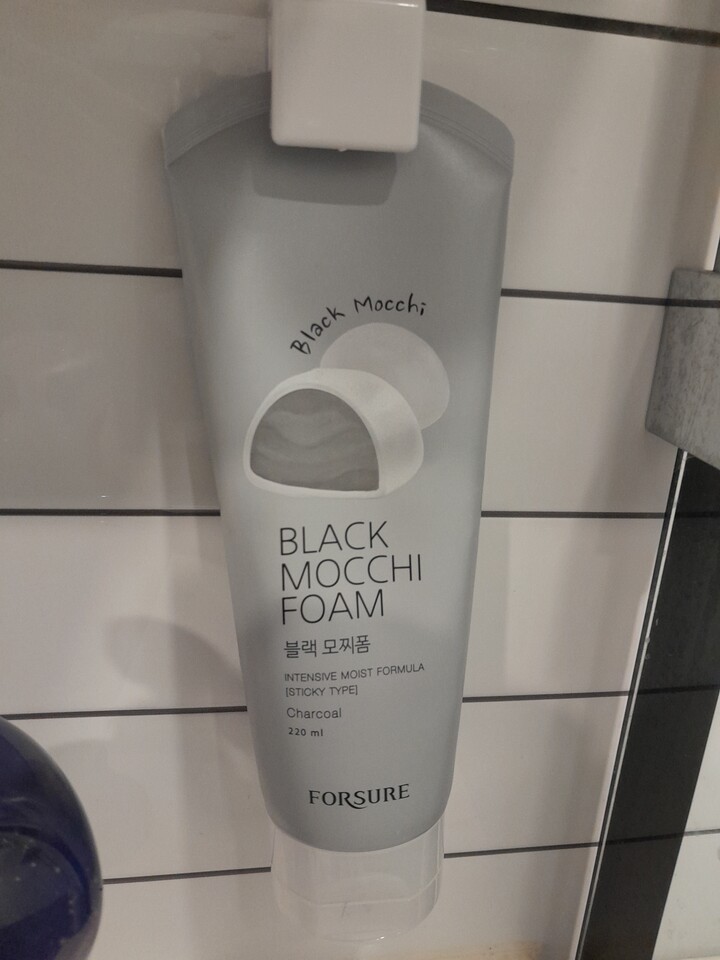 Black Mocchi
BLACK
MOCCHI
FOAM
블랙 모찌폼
INTENSIVE MOIST FORMULA
[STICKY TYPE]
Charcoal
220 ml
FORSURE